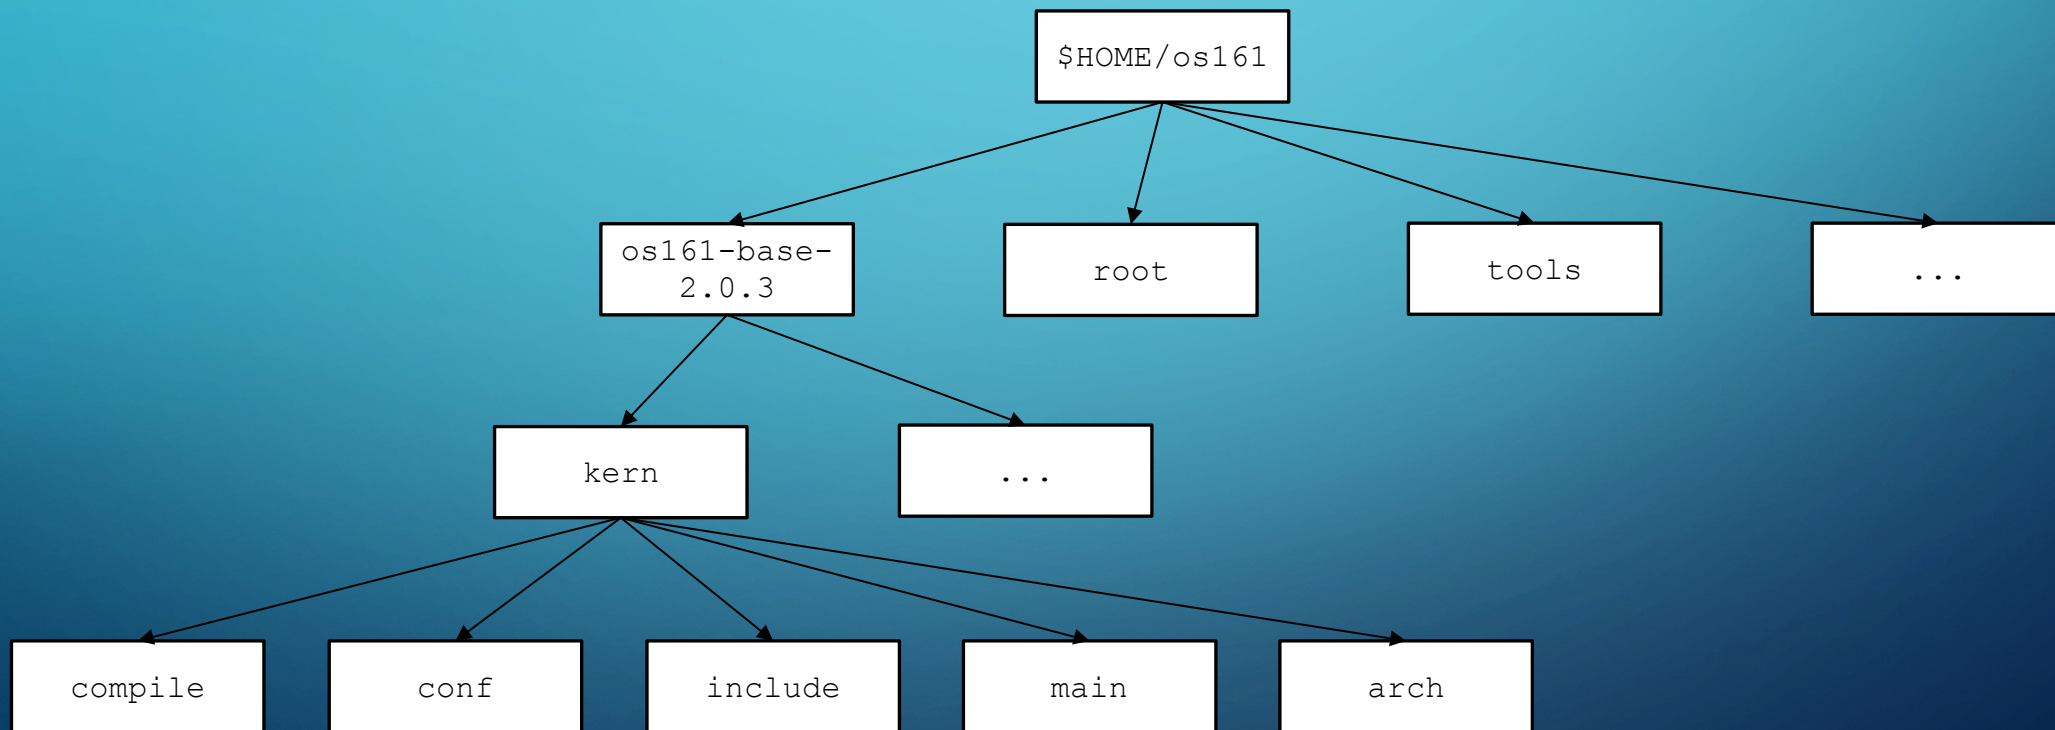 $HOME/os161
os161-base-
2.0.3
root
tools
...
kern
...
compile
conf
include
main
arch